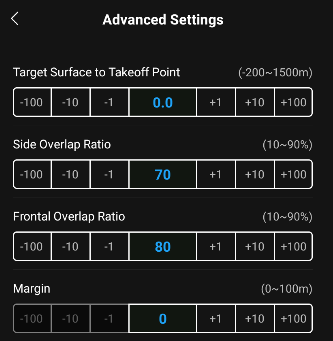 Advanced Settings
Target Surface to Takeoff Point (-200~1500m)
-100 -10 -1 0.0 +1 +10 +100
Side Overlap Ratio (10~90%)
-100 -10 -1 70 +1 +10 +100
Frontal Overlap Ratio (10~90%)
-100 -10 -1 80 +1 +10 +100
Margin (0~100m)
-100 -10 -1 0 +1 +10 +100